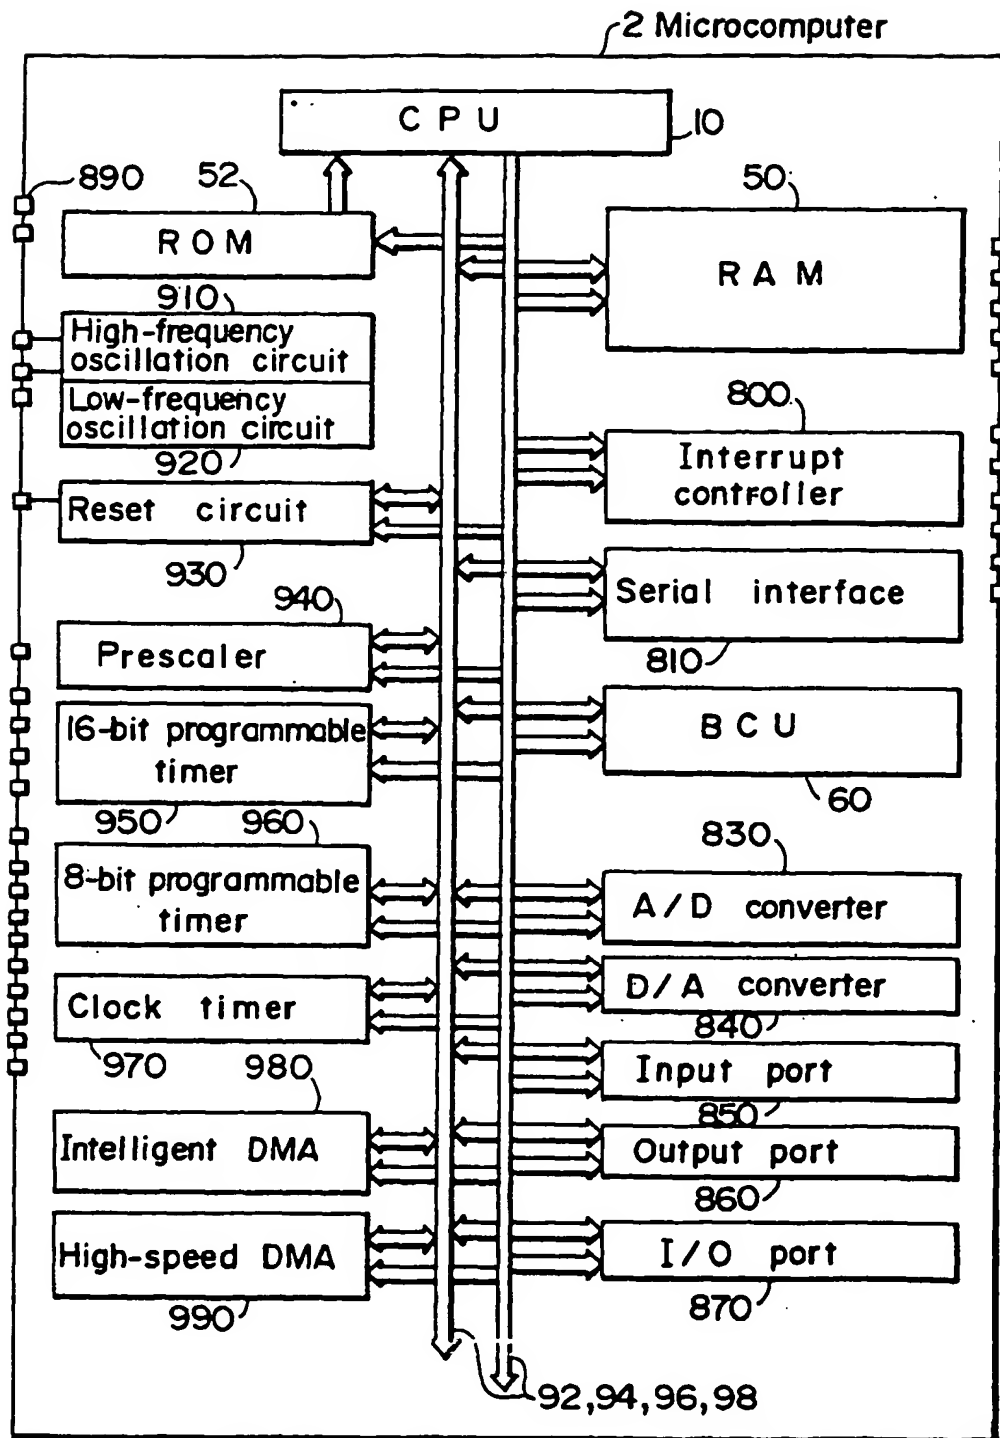 2 Microcomputer
CPU
10
890
52
50
ROM
RAM
910
High-frequency
oscillation circuit
Low-frequency
oscillation circuit
920
800
Interrupt
controller
Reset circuit
930
Serial interface
810
940
Prescaler
16-bit programmable
timer
950
BCU
60
960
8-bit programmable
timer
830
A/D converter
D/A converter
840
Clock timer
970
Input port
850
980
Intelligent DMA
Output port
860
High-speed DMA
990
I/O port
870
92,94,96,98